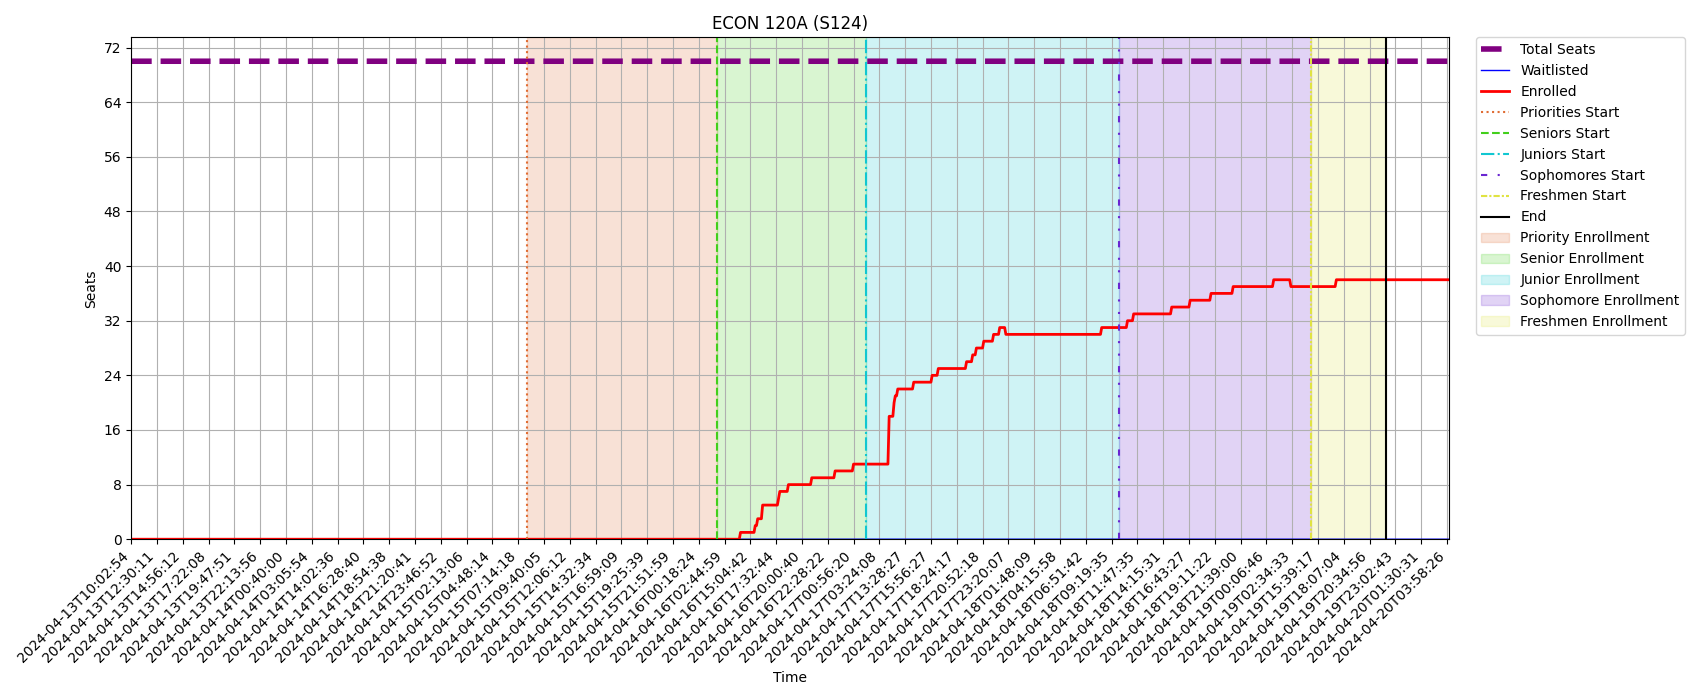 ECON 120A (S124)
72
64
56
48
40
32
24
16
8
0
Seats
2024-04-13T10:02:54
2024-04-13T12:30:11
2024-04-13T14:56:12
2024-04-13T17:22:08
2024-04-13T19:47:51
2024-04-13T22:13:56
2024-04-14T00:40:00
2024-04-14T03:05:54
2024-04-14T14:02:36
2024-04-14T16:28:40
2024-04-14T18:54:38
2024-04-14T21:20:41
2024-04-14T23:46:52
2024-04-15T02:13:06
2024-04-15T04:48:14
2024-04-15T07:14:18
2024-04-15T09:40:05
2024-04-15T12:06:12
2024-04-15T14:32:34
2024-04-15T16:59:09
2024-04-15T19:25:39
2024-04-15T21:51:59
2024-04-16T00:18:24
2024-04-16T02:44:59
2024-04-16T15:04:42
2024-04-16T17:32:44
2024-04-16T20:00:40
2024-04-16T22:28:22
2024-04-17T00:56:20
2024-04-17T03:24:08
2024-04-17T13:28:27
2024-04-17T15:56:27
2024-04-17T18:24:17
2024-04-17T20:52:18
2024-04-17T23:20:07
2024-04-18T01:48:09
2024-04-18T04:15:58
2024-04-18T06:51:42
2024-04-18T09:19:35
2024-04-18T11:47:35
2024-04-18T14:15:31
2024-04-18T16:43:27
2024-04-18T19:11:22
2024-04-18T21:39:00
2024-04-19T00:06:46
2024-04-19T02:34:33
2024-04-19T15:39:17
2024-04-19T18:07:04
2024-04-19T20:34:56
2024-04-19T23:02:43
2024-04-20T01:30:31
2024-04-20T03:58:26
Time
Total Seats
Waitlisted
Enrolled
Priorities Start
Seniors Start
Juniors Start
Sophomores Start
Freshmen Start
End
Priority Enrollment
Senior Enrollment
Junior Enrollment
Sophomore Enrollment
Freshmen Enrollment